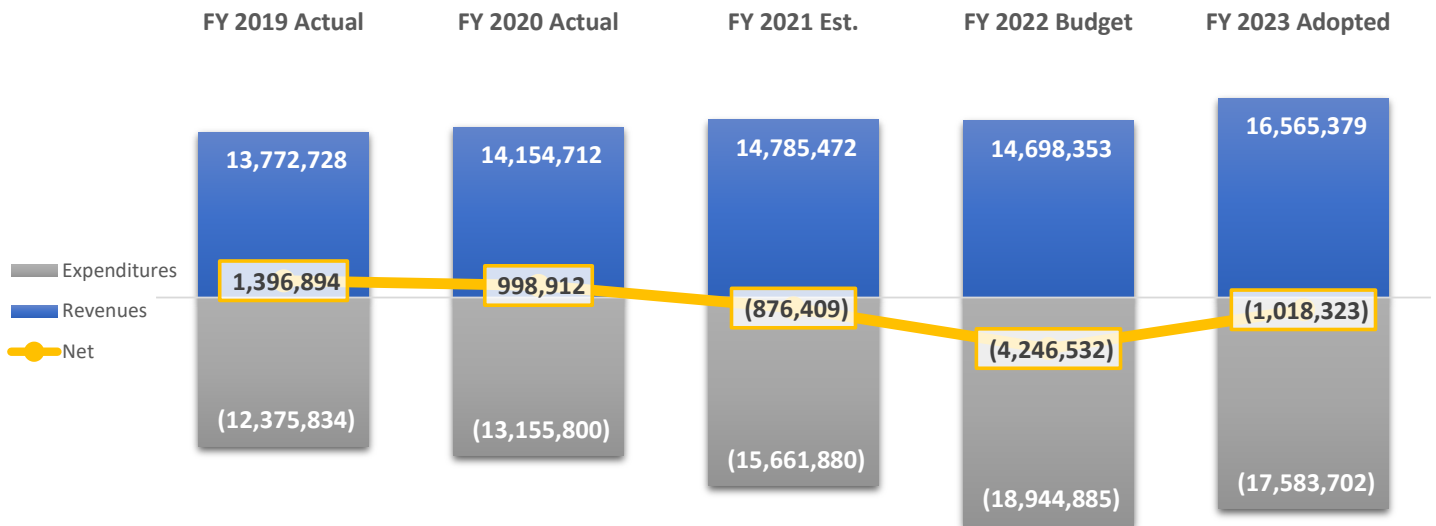 FY 2019 Actual FY 2020 Actual FY 2021 Est. FY 2022 Budget FY 2023 Adopted
13,772,728 14,154,712 14,785,472 14,698,353 16,565,379
Expenditures
Revenues
Net
1,396,894 998,912 (876,409) (4,246,532) (1,018,323)
(12,375,834) (13,155,800) (15,661,880) (18,944,885) (17,583,702)